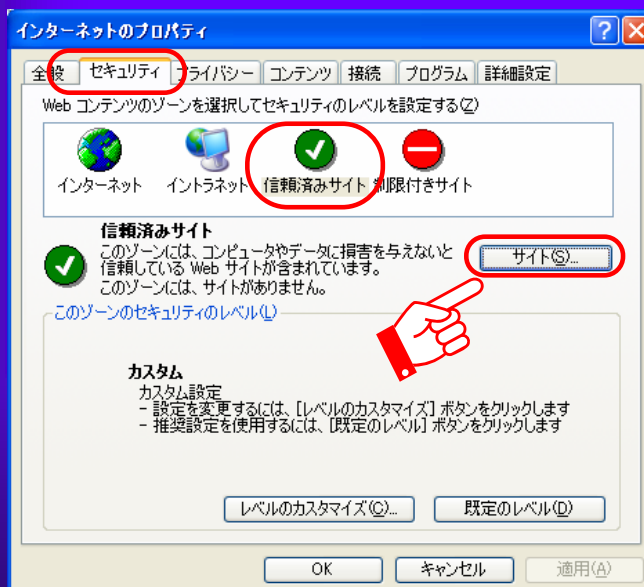 インターネットのプロパティ
全般 セキュリティ プライバシー コンテンツ 接続 プログラム 詳細設定
Web コンテンツのゾーンを選択してセキュリティのレベルを設定する(Z)
インターネット イントラネット 信頼済みサイト 制限付きサイト
信頼済みサイト
このゾーンには、コンピュータやデータに損害を与えないと
信頼している Web サイトが含まれています。
このゾーンには、サイトがありません。
サイト(S)...
このゾーンのセキュリティのレベル(L)
カスタム
カスタム設定
- 設定を変更するには、[レベルのカスタマイズ] ボタンをクリックします
- 推奨設定を使用するには、[既定のレベル] ボタンをクリックします
レベルのカスタマイズ(C)... 既定のレベル(D)
OK キャンセル 適用(A)